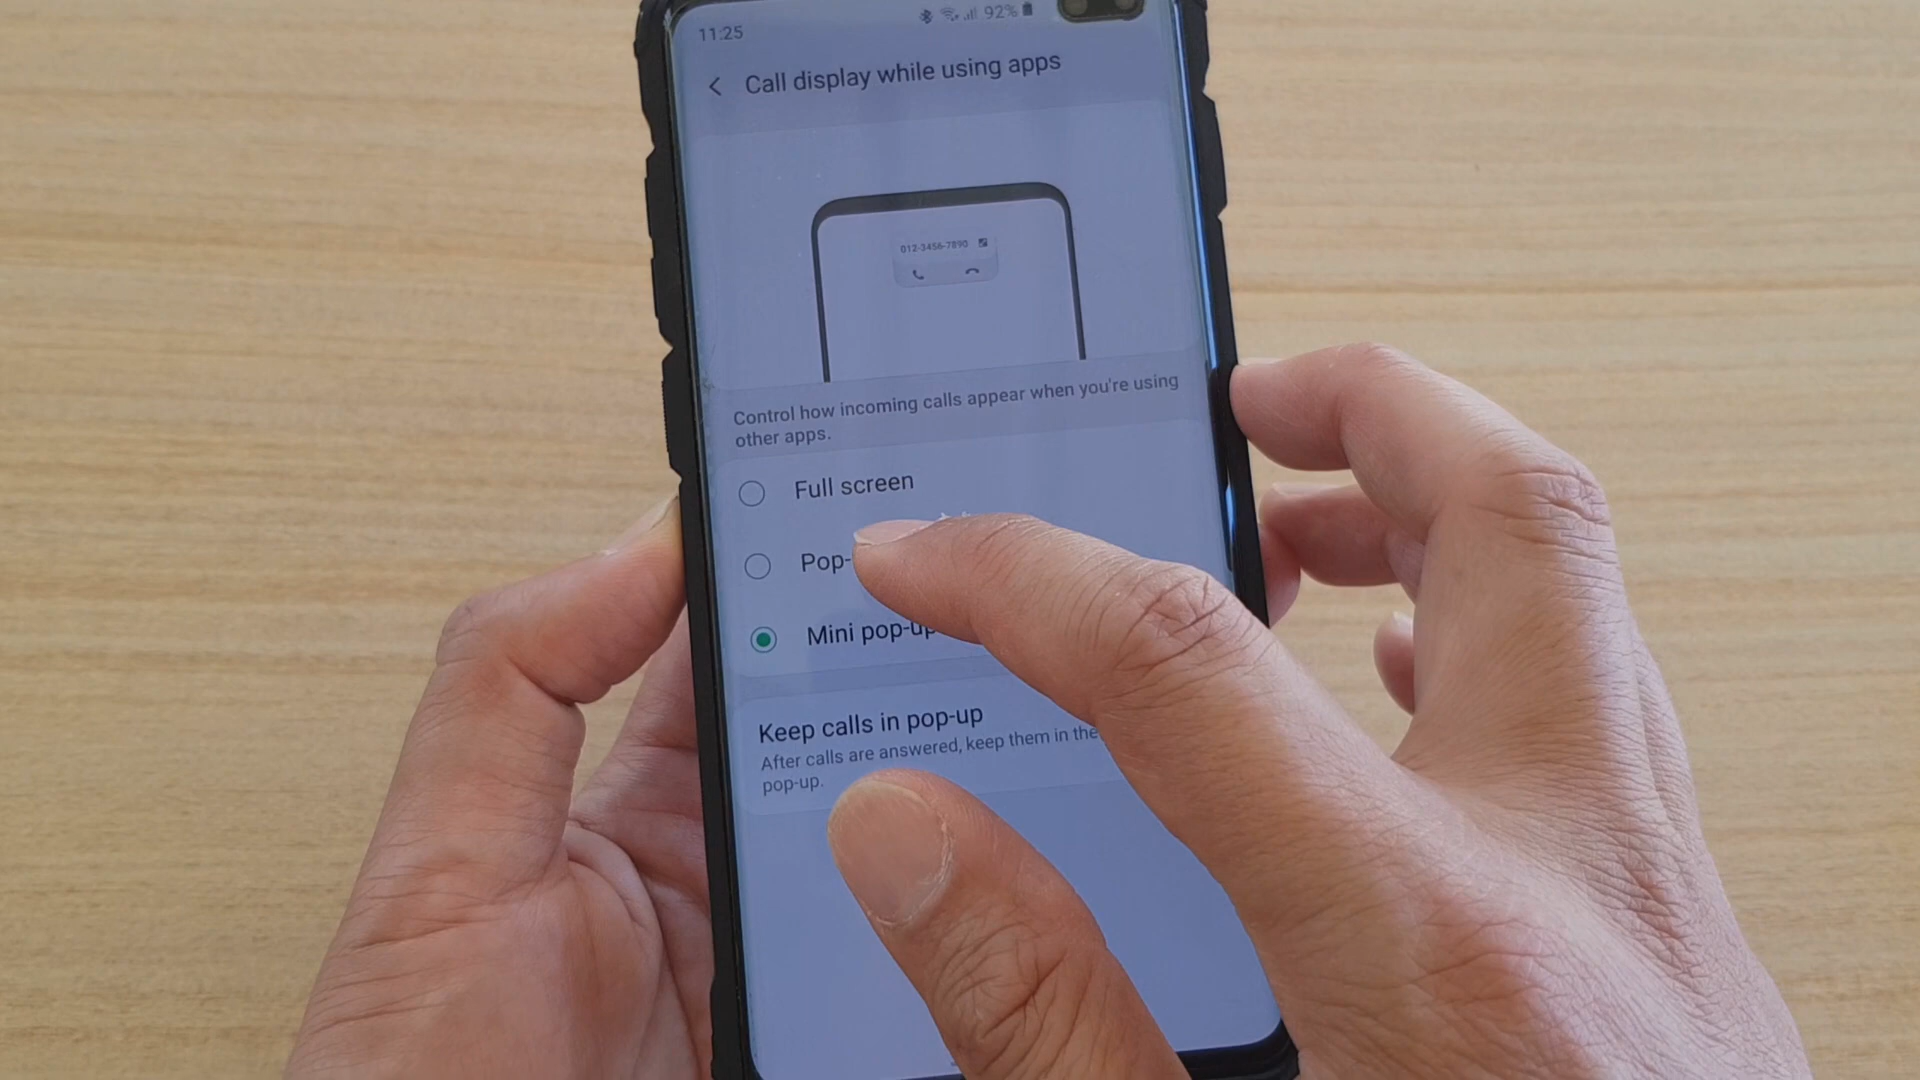 11:25 92%
Call display while using apps
012-3456-7890
Control how incoming calls appear when you're using
other apps.
Full screen
Pop-
Mini pop-up
Keep calls in pop-up
After calls are answered, keep them in the
pop-up.